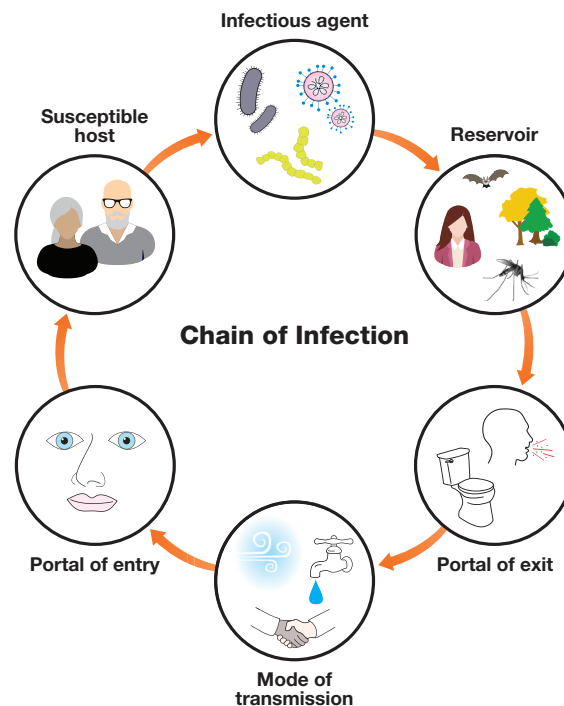 Infectious agent
Susceptible
host
Reservoir
Chain of Infection
Portal of entry
Portal of exit
Mode of
transmission